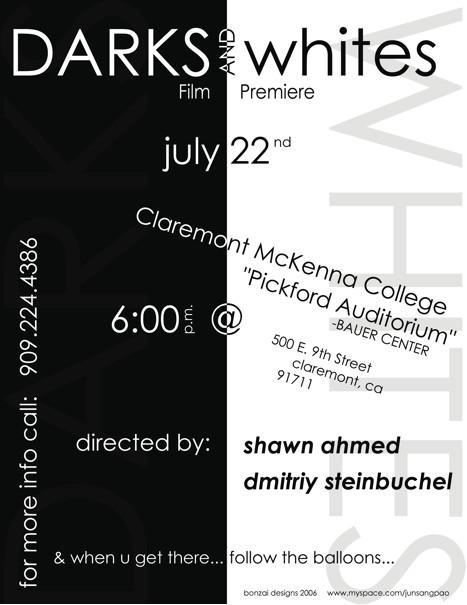 DARKS AND whites
Film Premiere
july 22nd
Claremont McKenna College
"Pickford Auditorium"
-BAUER CENTER
6:00 p.m. @
500 E. 9th Street
claremont, ca
91711
for more info call: 909.224.4386
directed by: shawn ahmed
dmitriy steinbuchel
& when u get there... follow the balloons...
bonzai designs 2006 www.myspace.com/junsangpao
DARKS
WHITES